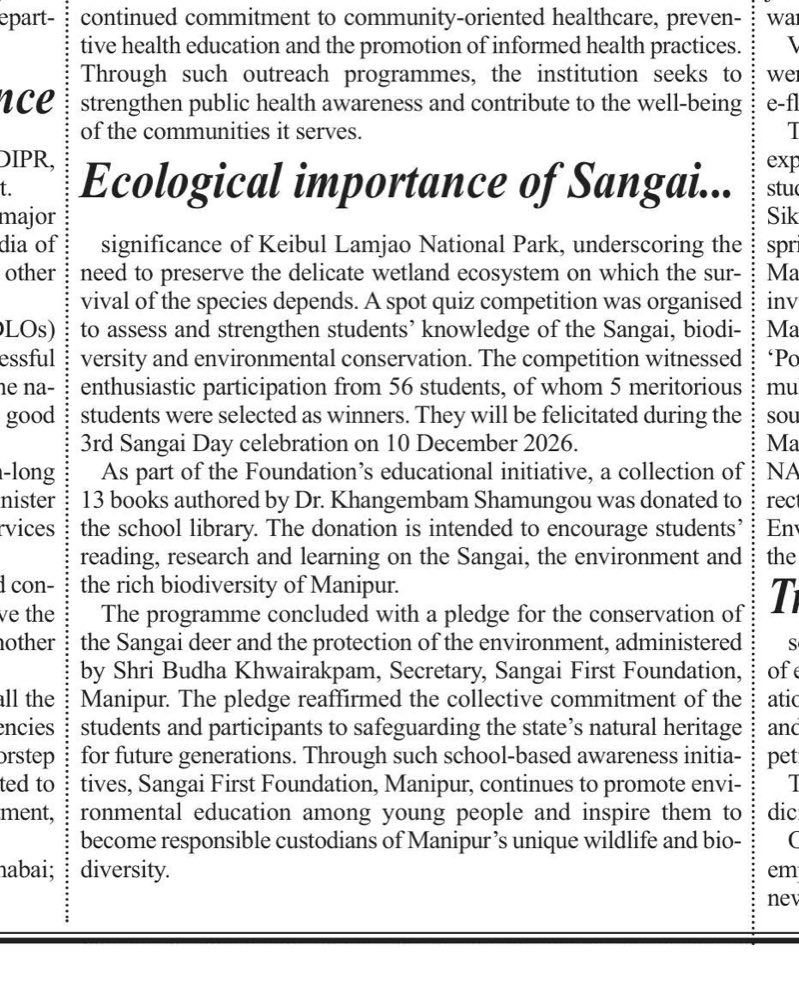 continued commitment to community-oriented healthcare, preven-
tive health education and the promotion of informed health practices.
Through such outreach programmes, the institution seeks to
strengthen public health awareness and contribute to the well-being
of the communities it serves.
Ecological importance of Sangai...
significance of Keibul Lamjao National Park, underscoring the
need to preserve the delicate wetland ecosystem on which the sur-
vival of the species depends. A spot quiz competition was organised
to assess and strengthen students’ knowledge of the Sangai, biodi-
versity and environmental conservation. The competition witnessed
enthusiastic participation from 56 students, of whom 5 meritorious
students were selected as winners. They will be felicitated during the
3rd Sangai Day celebration on 10 December 2026.
As part of the Foundation’s educational initiative, a collection of
13 books authored by Dr. Khangembam Shamungou was donated to
the school library. The donation is intended to encourage students’
reading, research and learning on the Sangai, the environment and
the rich biodiversity of Manipur.
The programme concluded with a pledge for the conservation of
the Sangai deer and the protection of the environment, administered
by Shri Budha Khwairakpam, Secretary, Sangai First Foundation,
Manipur. The pledge reaffirmed the collective commitment of the
students and participants to safeguarding the state’s natural heritage
for future generations. Through such school-based awareness initia-
tives, Sangai First Foundation, Manipur, continues to promote envi-
ronmental education among young people and inspire them to
become responsible custodians of Manipur’s unique wildlife and bio-
diversity.